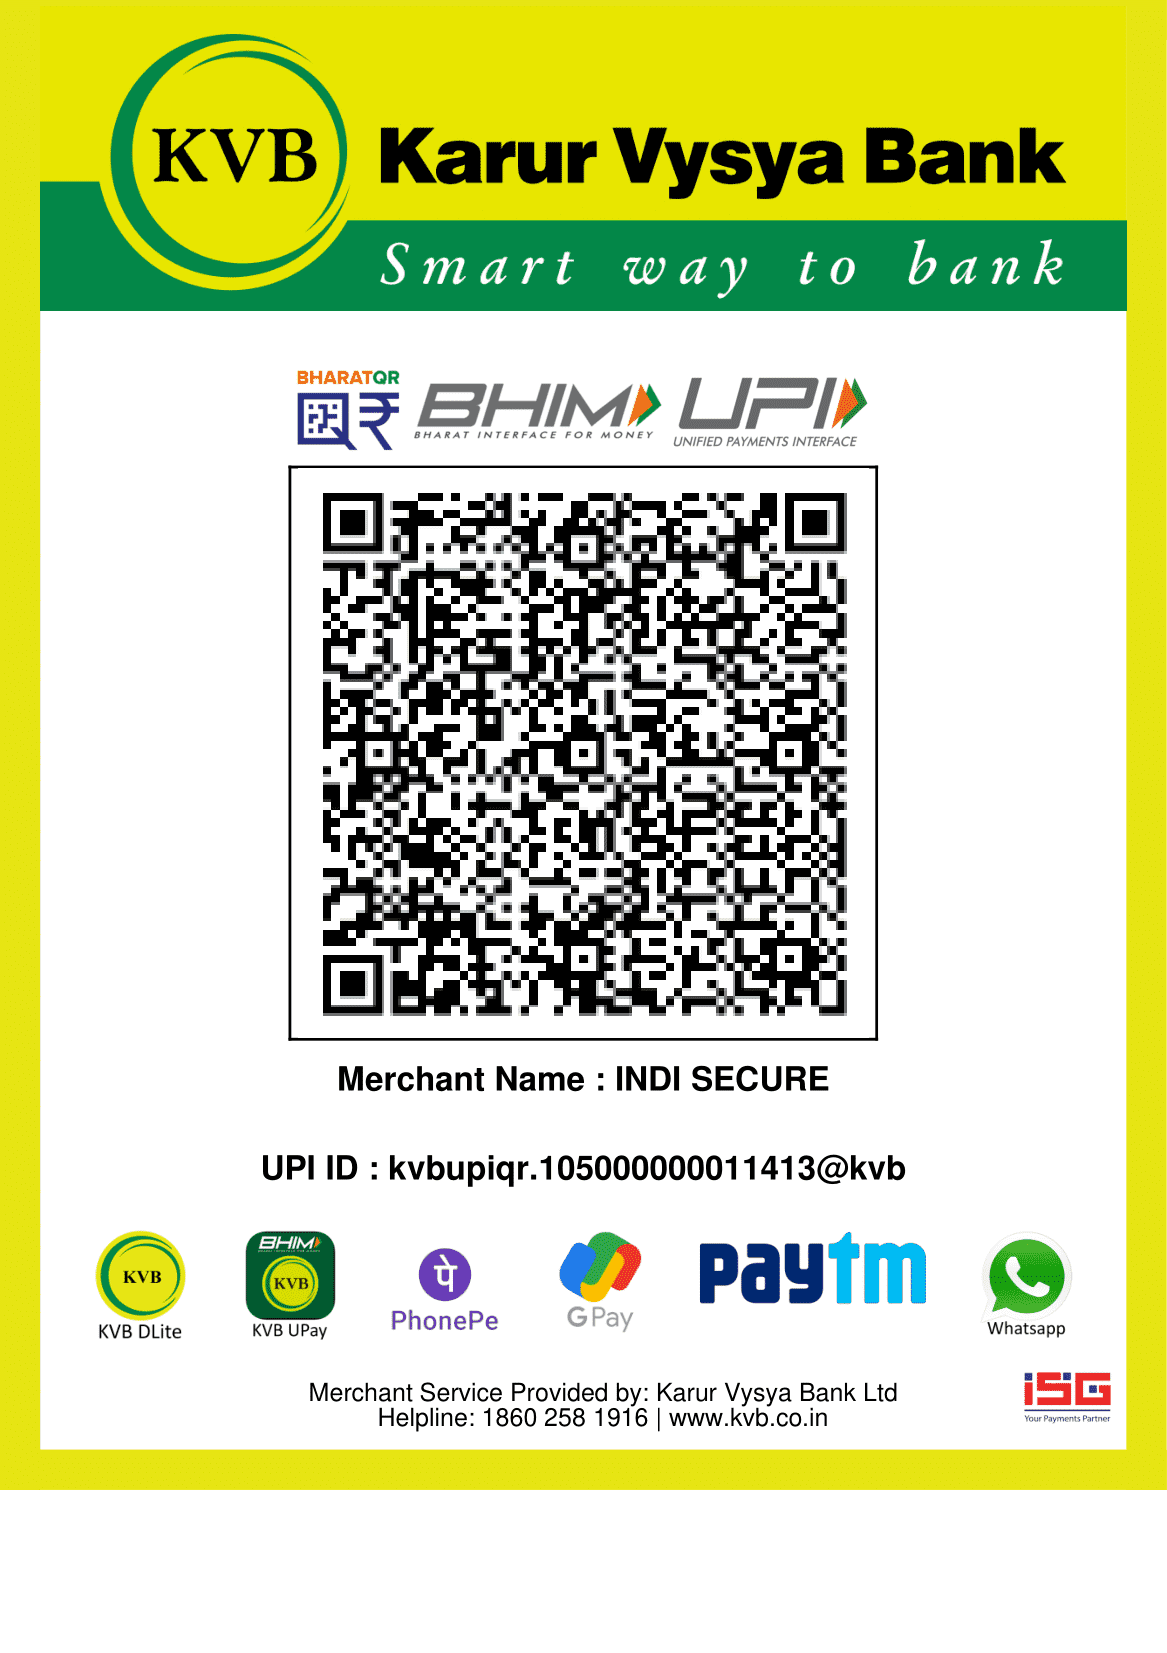 KVB
Karur Vysya Bank
Smart way to bank
BHARATQR
BHIM
BHARAT INTERFACE FOR MONEY
UPI
UNIFIED PAYMENTS INTERFACE
Merchant Name : INDI SECURE
UPI ID : kvbupiqr.105000000011413@kvb
KVB
KVB DLite
BHIM
KVB
KVB UPay
पे
PhonePe
G Pay
paytm
Whatsapp
Merchant Service Provided by: Karur Vysya Bank Ltd
Helpline: 1860 258 1916 | www.kvb.co.in
iSG
Your Payments Partner